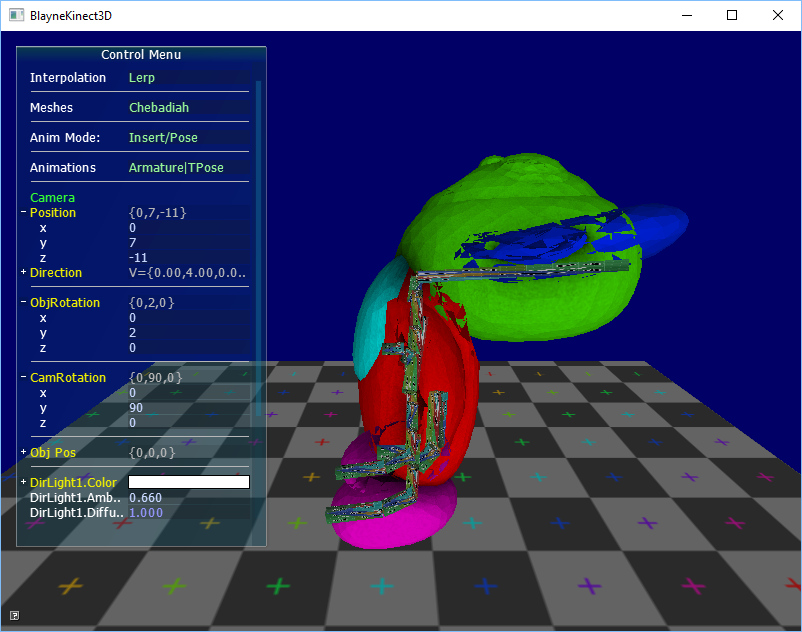 BlayneKinect3D
Control Menu
Interpolation Lerp
Meshes Chebadiah
Anim Mode: Insert/Pose
Animations Armature|TPose
Camera
− Position {0,7,-11}
x 0
y 7
z -11
+ Direction V={0.00,4.00,0.0..
− ObjRotation {0,2,0}
x 0
y 2
z 0
− CamRotation {0,90,0}
x 0
y 90
z 0
+ Obj Pos {0,0,0}
+ DirLight1.Color
DirLight1.Amb.. 0.660
DirLight1.Diffu.. 1.000
?